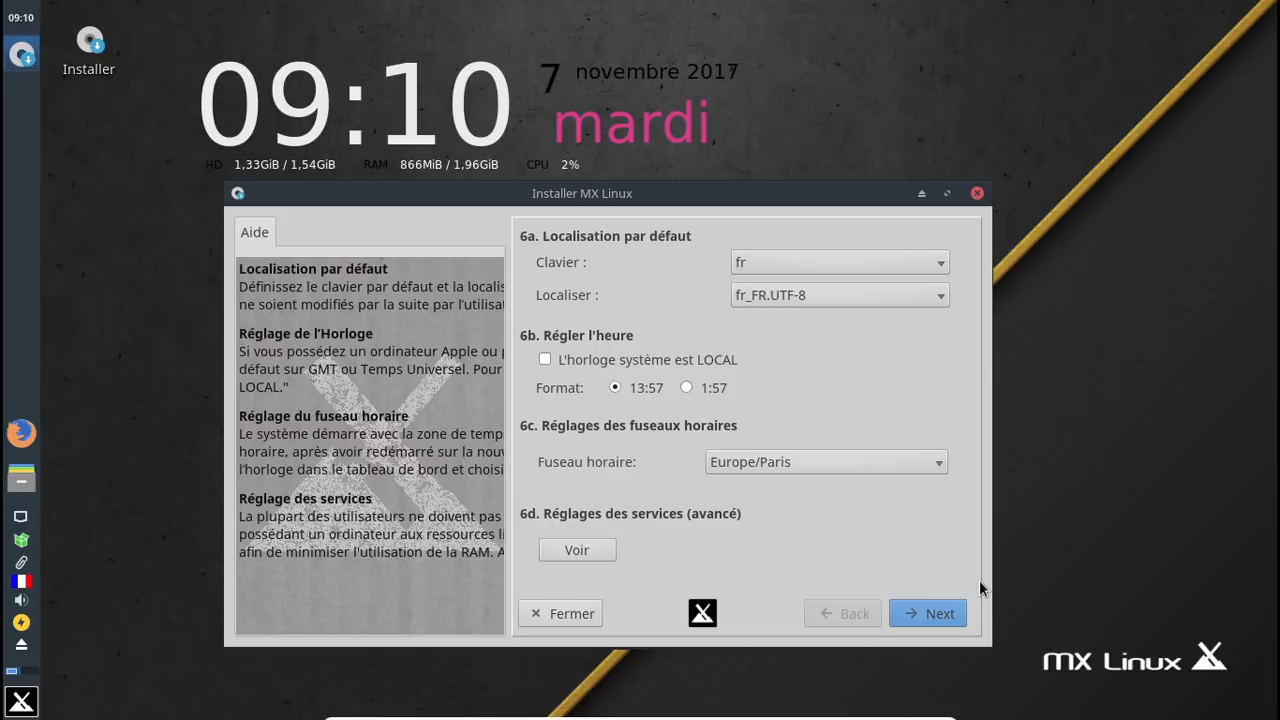 09:10
Installer
09:10
7 novembre 2017
mardi
HD 1,33GiB / 1,54GiB RAM 866MiB / 1,96GiB CPU 2%
Installer MX Linux
Aide
Localisation par défaut
Définissez le clavier par défaut et la localis
ne soient modifiés par la suite par l'utilisat
Réglage de l'Horloge
Si vous possédez un ordinateur Apple ou p
défaut sur GMT ou Temps Universel. Pour
LOCAL."
Réglage du fuseau horaire
Le système démarre avec la zone de temp
horaire, après avoir redémarré sur la nouv
l'horloge dans le tableau de bord et choisi
Réglage des services
La plupart des utilisateurs ne doivent pas
possédant un ordinateur aux ressources li
afin de minimiser l'utilisation de la RAM. A
6a. Localisation par défaut
Clavier : fr
Localiser : fr_FR.UTF-8
6b. Régler l'heure
L'horloge système est LOCAL
Format: 13:57 1:57
6c. Réglages des fuseaux horaires
Fuseau horaire: Europe/Paris
6d. Réglages des services (avancé)
Voir
Fermer Back Next
MX Linux